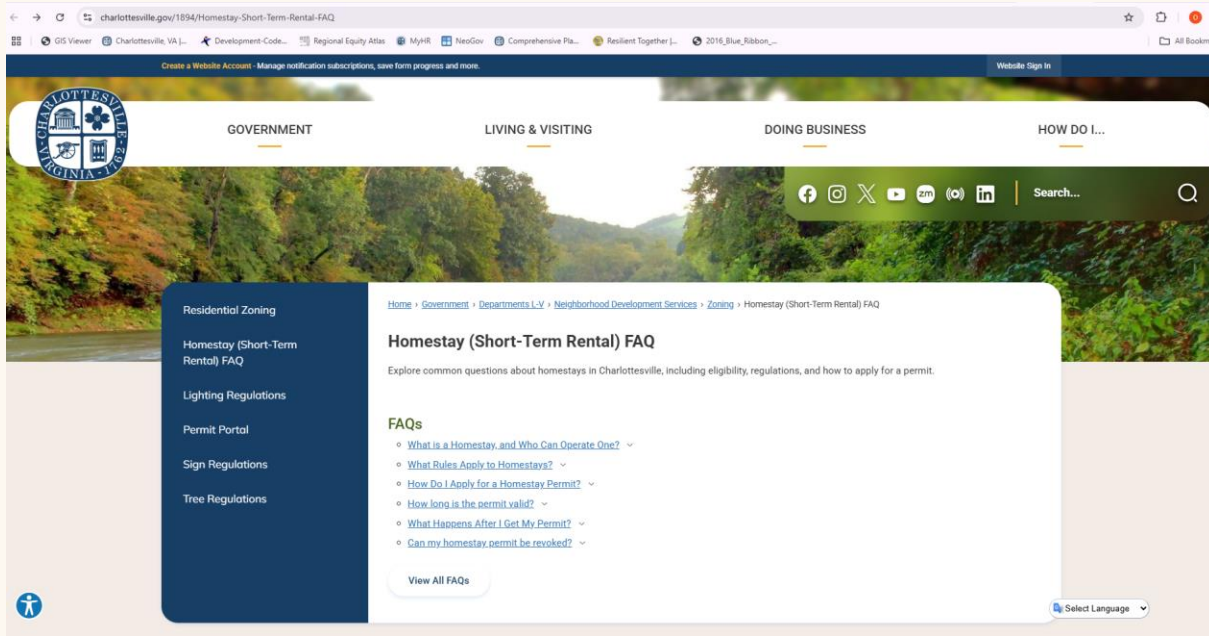 charlottesville.gov/1894/Homestay-Short-Term-Rental-FAQ
GIS Viewer
Charlottesville, VA |...
Development-Code...
Regional Equity Atlas
MyHR
NeoGov
Comprehensive Pla...
Resilient Together |...
2016_Blue_Ribbon_...
All Bookm
Create a Website Account - Manage notification subscriptions, save form progress and more.
Website Sign In
CHARLOTTESVILLE
VIRGINIA - 1762
GOVERNMENT
LIVING & VISITING
DOING BUSINESS
HOW DO I...
zm
Search...
Residential Zoning
Homestay (Short-Term
Rental) FAQ
Lighting Regulations
Permit Portal
Sign Regulations
Tree Regulations
Home › Government › Departments L-V › Neighborhood Development Services › Zoning › Homestay (Short-Term Rental) FAQ
Homestay (Short-Term Rental) FAQ
Explore common questions about homestays in Charlottesville, including eligibility, regulations, and how to apply for a permit.
FAQs
What is a Homestay, and Who Can Operate One?
What Rules Apply to Homestays?
How Do I Apply for a Homestay Permit?
How long is the permit valid?
What Happens After I Get My Permit?
Can my homestay permit be revoked?
View All FAQs
Select Language